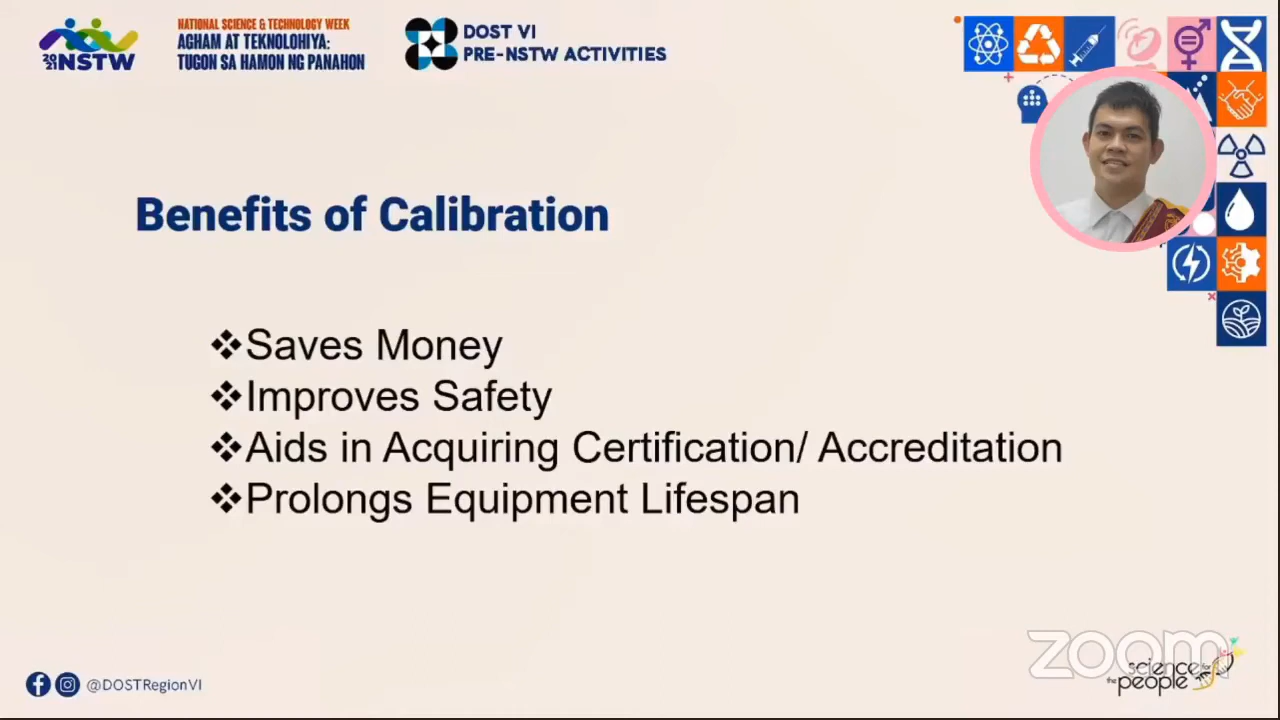 2021 NSTW
NATIONAL SCIENCE & TECHNOLOGY WEEK
AGHAM AT TEKNOLOHIYA:
TUGON SA HAMON NG PANAHON
DOST VI
PRE-NSTW ACTIVITIES
Benefits of Calibration
❖Saves Money
❖Improves Safety
❖Aids in Acquiring Certification/ Accreditation
❖Prolongs Equipment Lifespan
@DOSTRegionVI
zoom
science for
the people